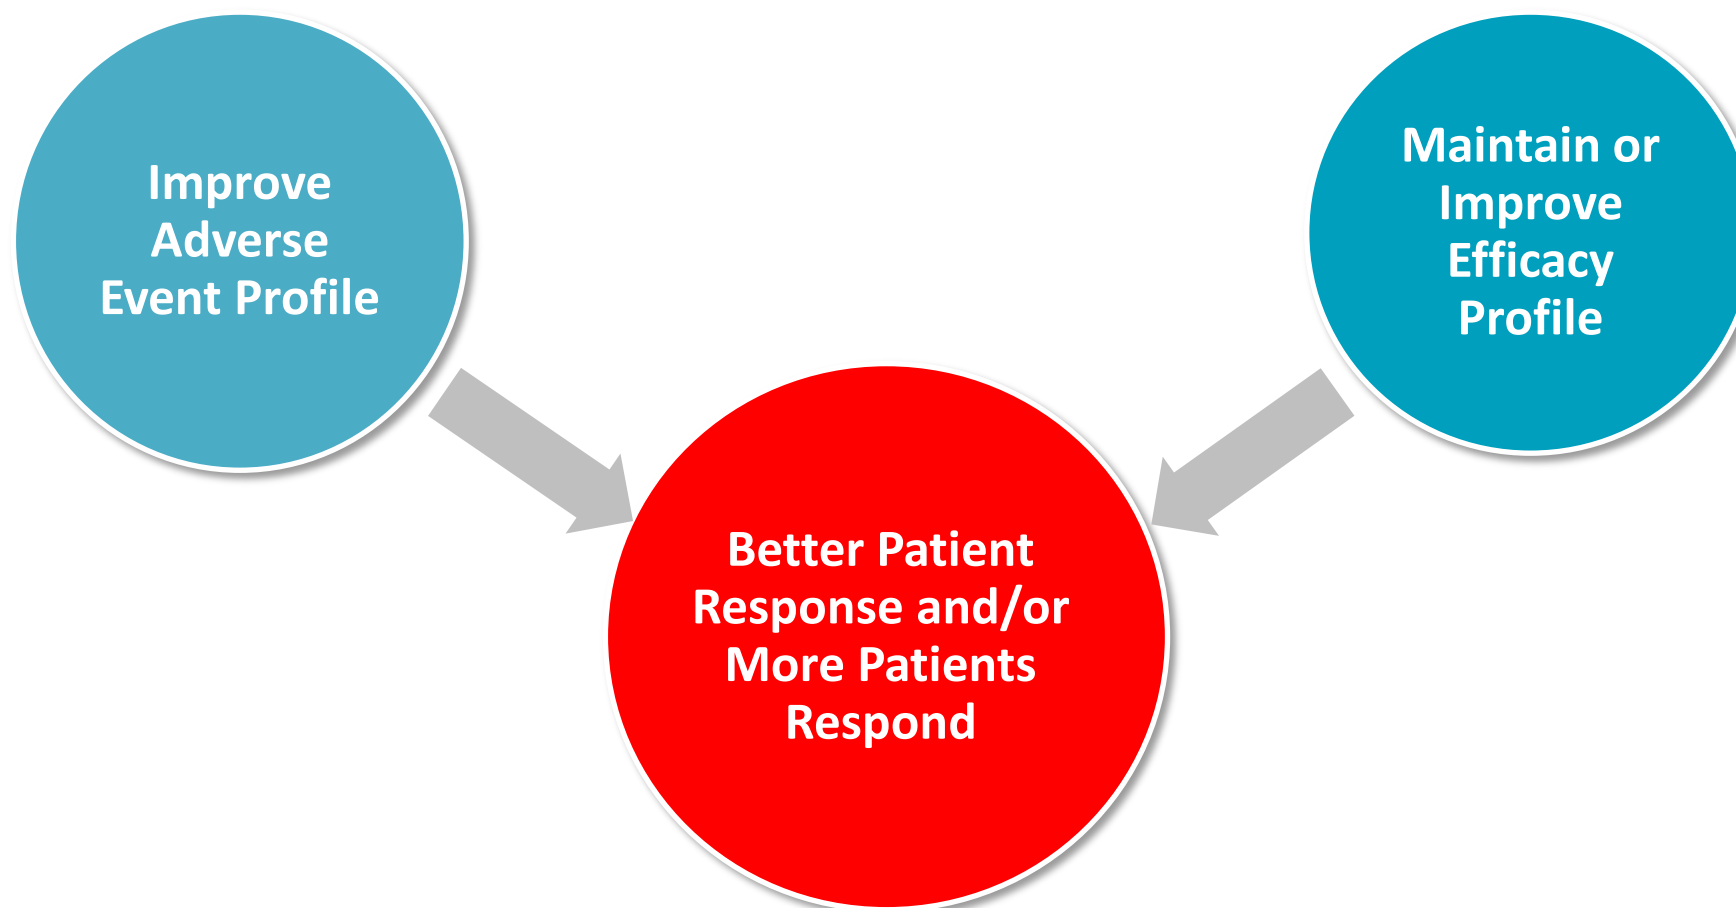 Improve
Adverse
Event Profile
Maintain or
Improve
Efficacy
Profile
Better Patient
Response and/or
More Patients
Respond